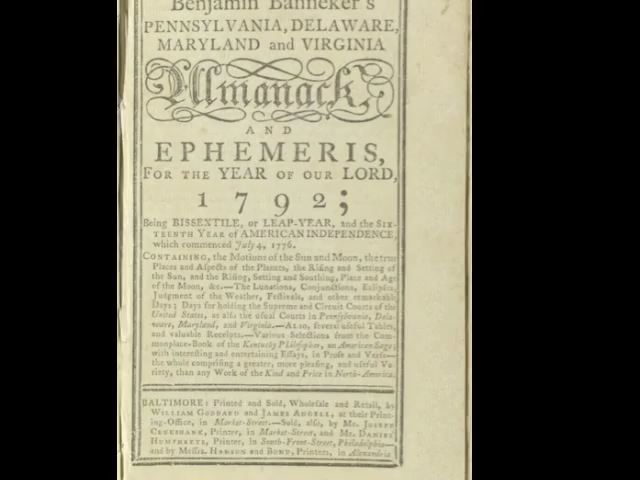 Benjamin Banneker's
PENNSYLVANIA, DELAWARE,
MARYLAND and VIRGINIA
Almanack
AND
EPHEMERIS,
FOR THE YEAR OF OUR LORD,
1792;
Being BISSEXTILE, or LEAP-YEAR, and the SIX-
TEENTH YEAR of AMERICAN INDEPENDENCE,
which commenced July 4, 1776.
CONTAINING, the Motions of the Sun and Moon, the true
Places and Aspects of the Planets, the Rising and Setting of
the Sun, and the Rising, Setting and Southing, Place and Age
of the Moon, &c.—The Lunations, Conjunctions, Eclipses,
Judgment of the Weather, Festivals, and other remarkable
Days; Days for holding the Supreme and Circuit Courts of the
United States, as also the usual Courts in Pennsylvania, Dela-
ware, Maryland, and Virginia.—ALSO, several useful Tables,
and valuable Receipts.—Various Selections from the Com-
monplace-Book of the Kentucky Philosopher, an American Sage;
with interesting and entertaining Essays, in Prose and Verse—
the whole comprising a greater, more pleasing, and useful Va-
riety, than any Work of the Kind and Price in North-America.
BALTIMORE: Printed and Sold, Wholesale and Retail, by
WILLIAM GODDARD and JAMES ANGELL, at their Print-
ing-Office, in Market-Street.—Sold, also, by Mr. JOSEPH
CRUKSHANK, Printer, in Market-Street, and Mr. DANIEL
HUMPHREYS, Printer, in South-Front-Street, Philadelphia—
and by Messrs. HANSON and BOND, Printers, in Alexandria